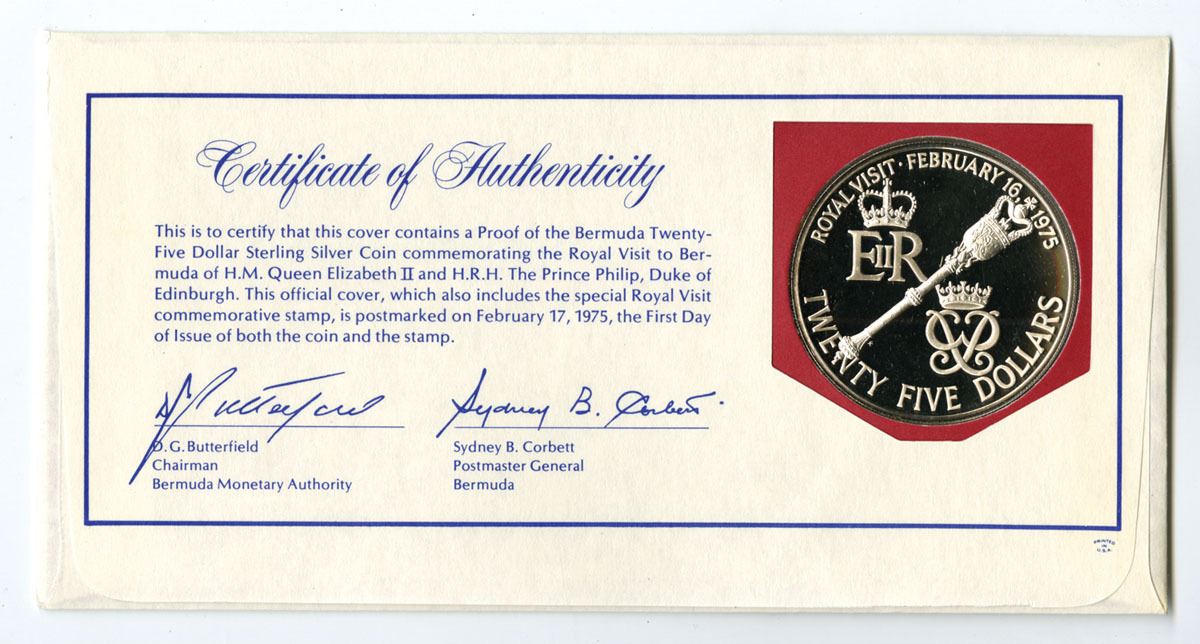 Certificate of Authenticity
This is to certify that this cover contains a Proof of the Bermuda Twenty-
Five Dollar Sterling Silver Coin commemorating the Royal Visit to Ber-
muda of H.M. Queen Elizabeth II and H.R.H. The Prince Philip, Duke of
Edinburgh. This official cover, which also includes the special Royal Visit
commemorative stamp, is postmarked on February 17, 1975, the First Day
of Issue of both the coin and the stamp.
D G Butterfield
Sydney B. Corbett
D. G. Butterfield
Chairman
Bermuda Monetary Authority
Sydney B. Corbett
Postmaster General
Bermuda
ROYAL VISIT · FEBRUARY 16, 1975
EIIR
TWENTY FIVE DOLLARS
PRINTED
IN
U.S.A.